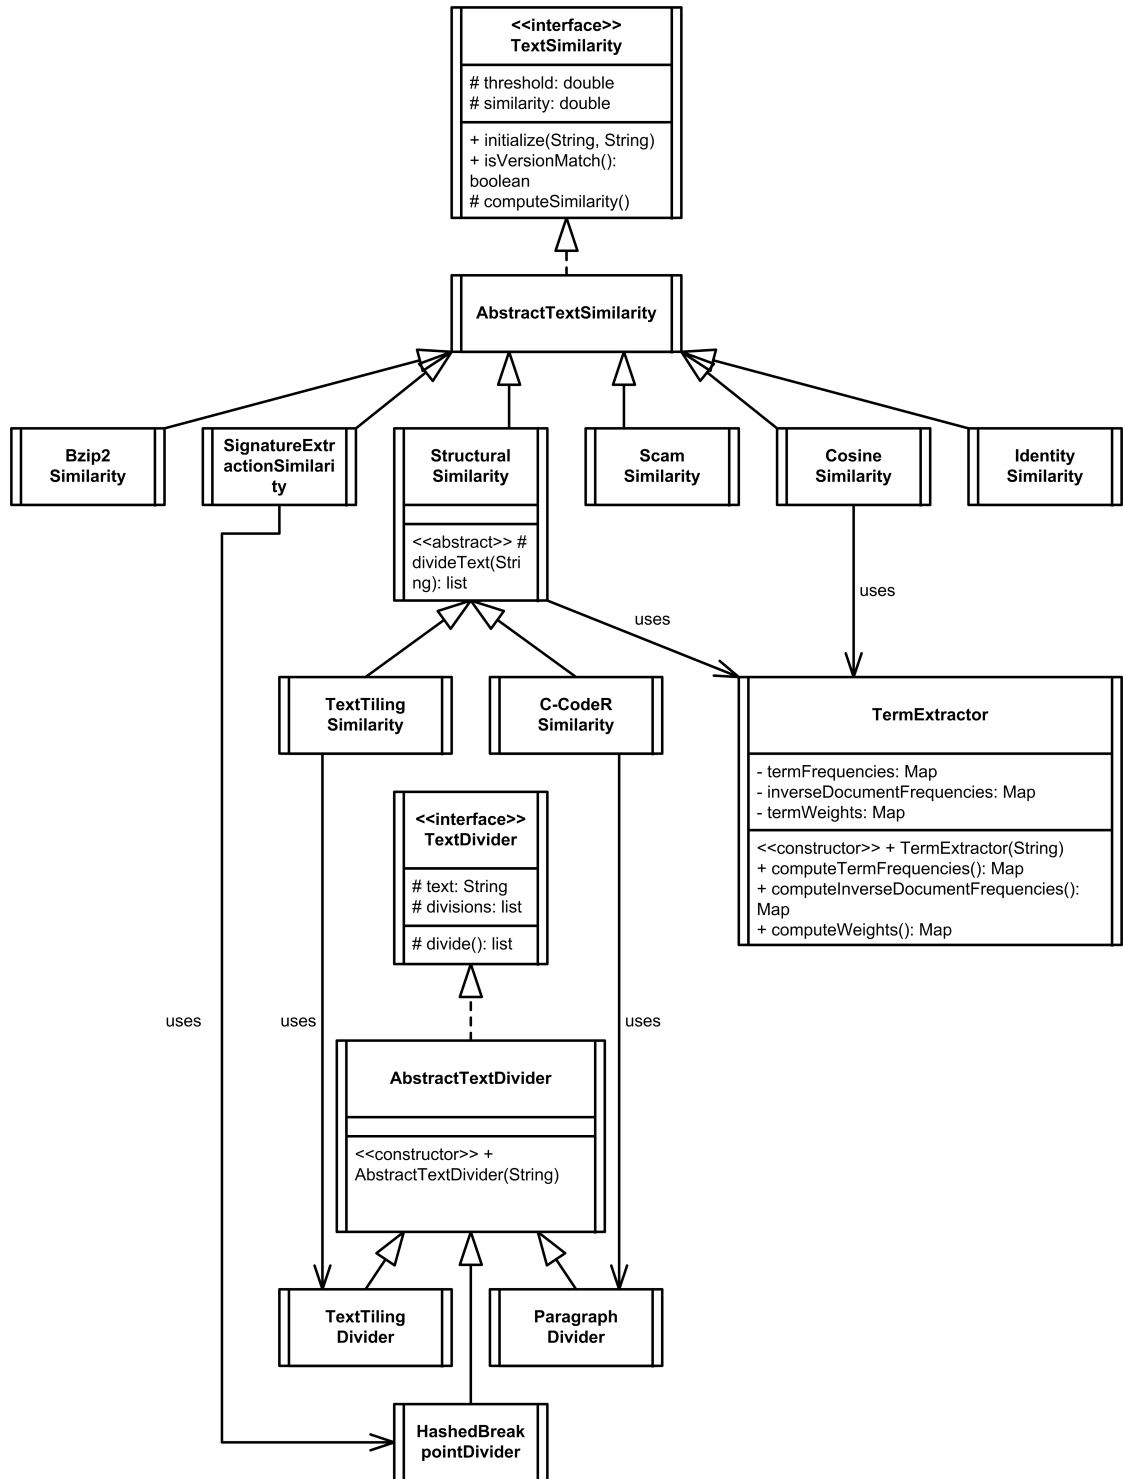 <<interface>>
TextSimilarity
# threshold: double
# similarity: double
+ initialize(String, String)
+ isVersionMatch():
boolean
# computeSimilarity()
AbstractTextSimilarity
Bzip2
Similarity
SignatureExtr
actionSimilari
ty
Structural
Similarity
<<abstract>> #
divideText(Stri
ng): list
Scam
Similarity
Cosine
Similarity
Identity
Similarity
uses
uses
TextTiling
Similarity
C-CodeR
Similarity
TermExtractor
- termFrequencies: Map
- inverseDocumentFrequencies: Map
- termWeights: Map
<<constructor>> + TermExtractor(String)
+ computeTermFrequencies(): Map
+ computeInverseDocumentFrequencies():
Map
+ computeWeights(): Map
<<interface>>
TextDivider
# text: String
# divisions: list
# divide(): list
uses
uses
uses
AbstractTextDivider
<<constructor>> +
AbstractTextDivider(String)
TextTiling
Divider
Paragraph
Divider
HashedBreak
pointDivider